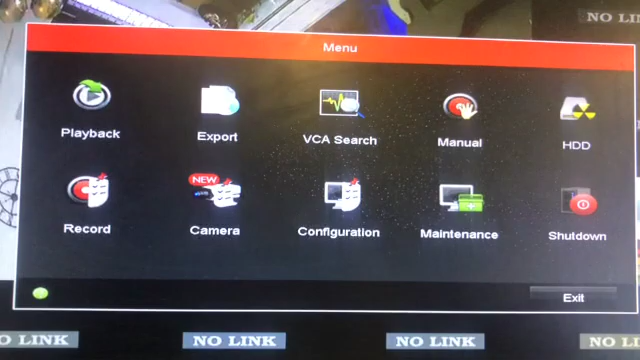 NO LIN
Menu
Playback
Export
VCA Search
Manual
HDD
NEW
Record
Camera
Configuration
Maintenance
Shutdown
Exit
O LINK
NO LINK
NO LINK
NO LI